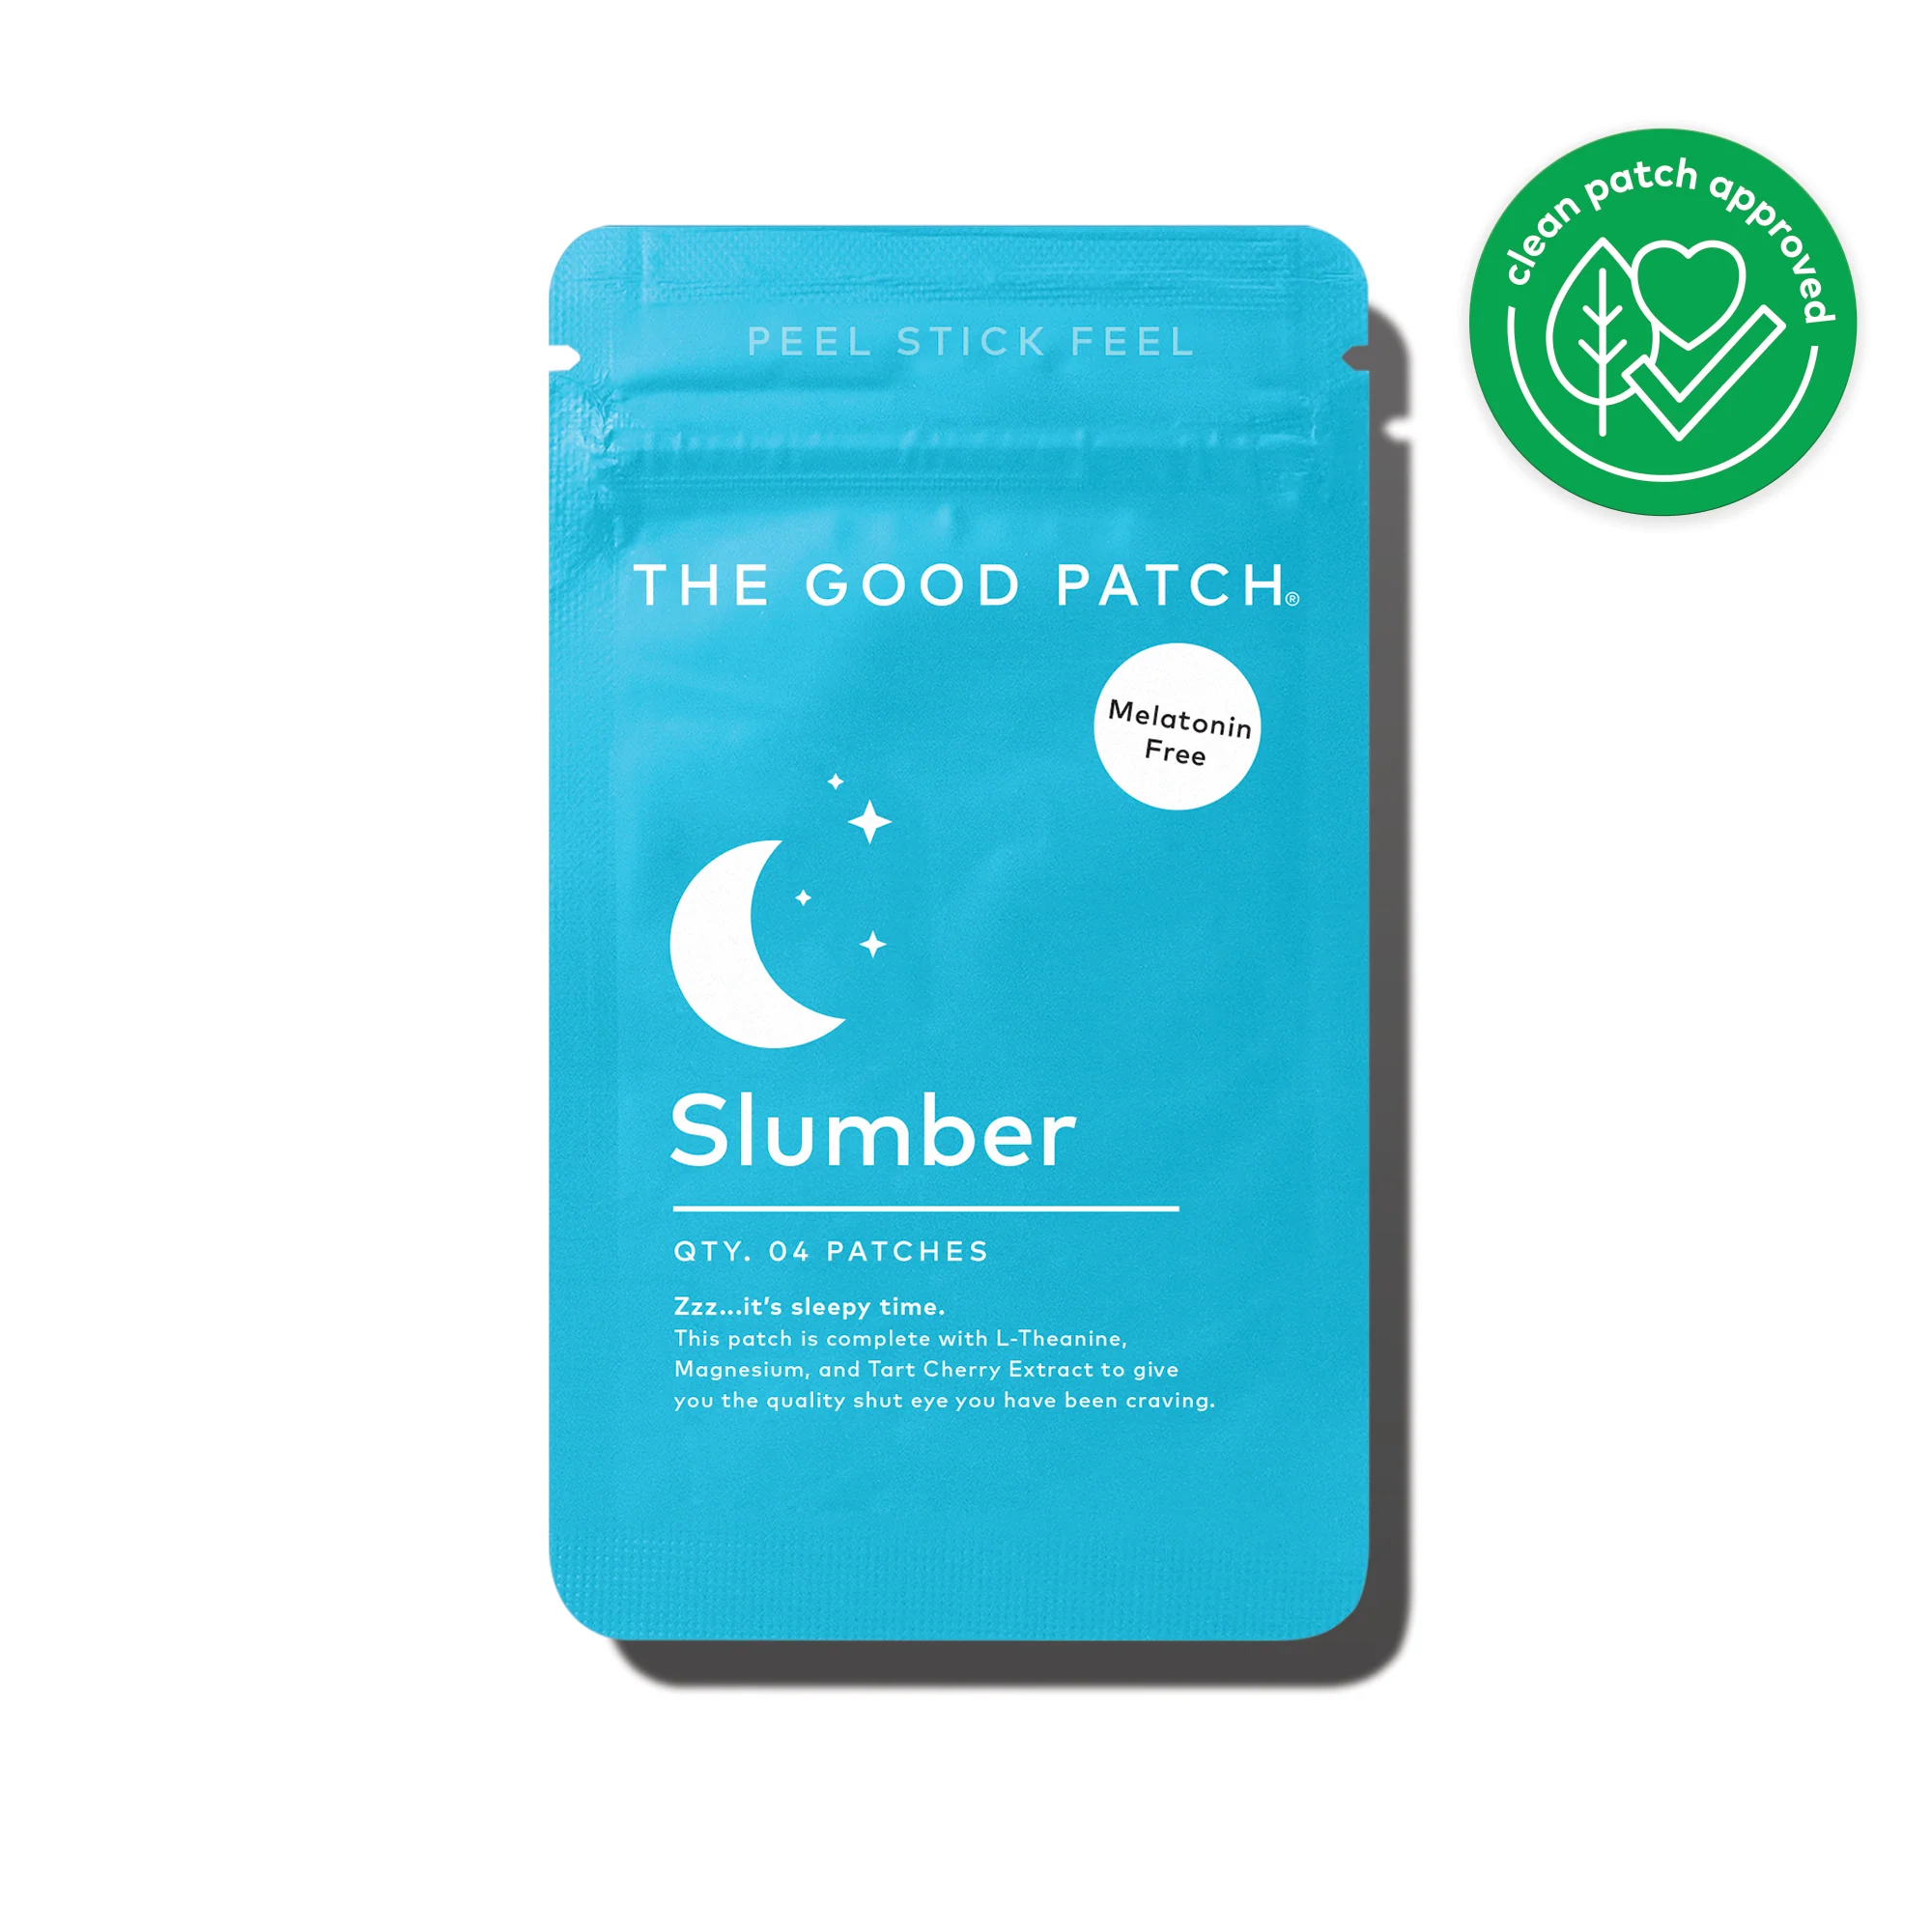 clean patch approved
PEEL STICK FEEL
THE GOOD PATCH®
Melatonin
Free
Slumber
QTY. 04 PATCHES
Zzz...it's sleepy time.
This patch is complete with L-Theanine,
Magnesium, and Tart Cherry Extract to give
you the quality shut eye you have been craving.